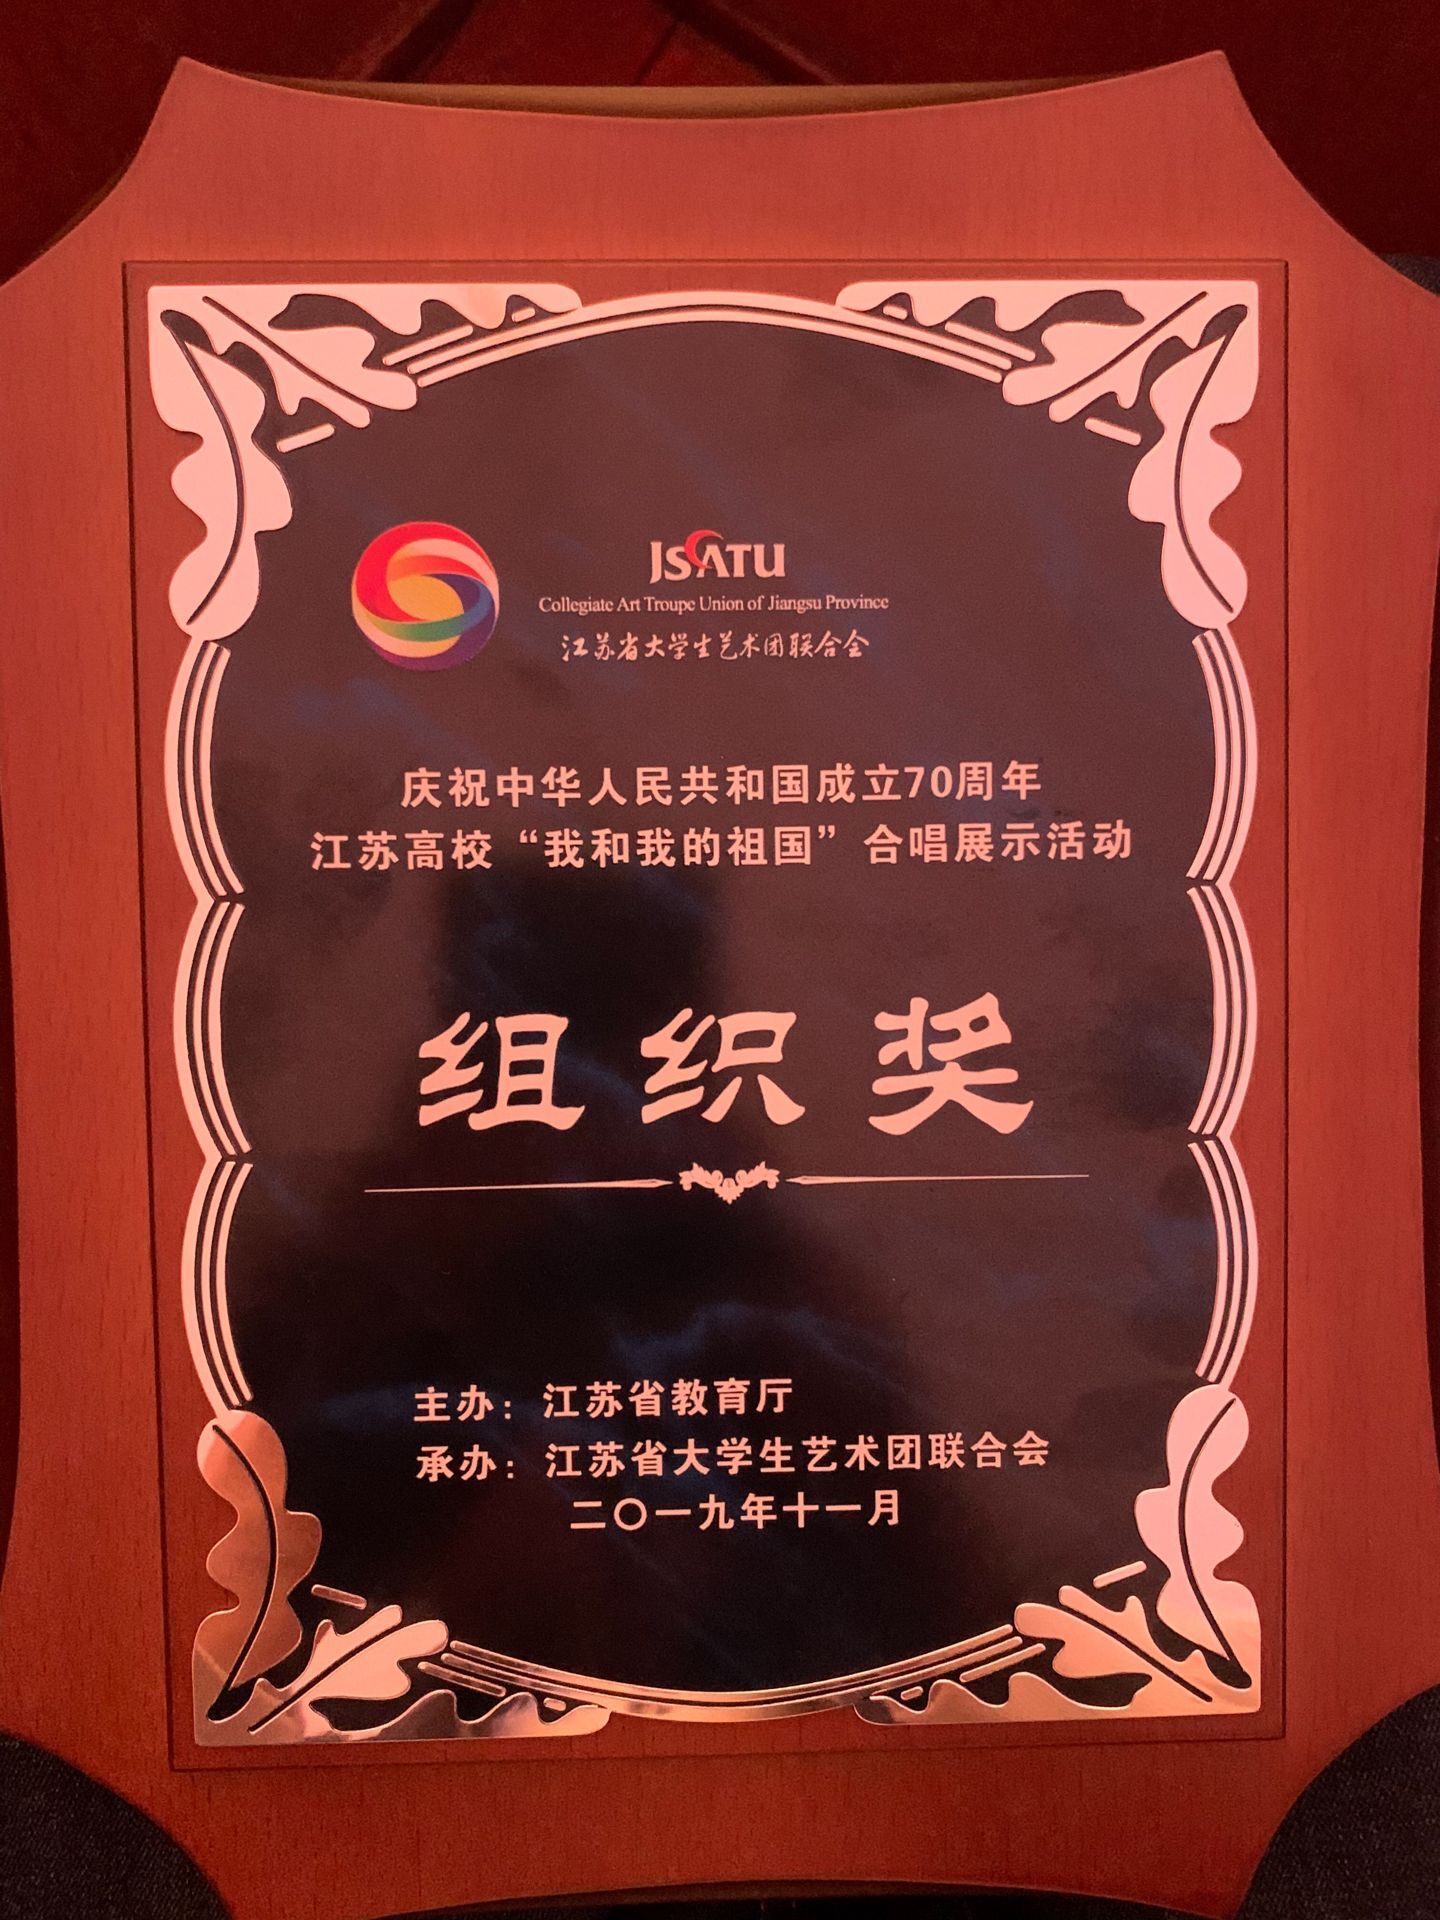 JSATU
Collegiate Art Troupe Union of Jiangsu Province
江苏省大学生艺术团联合会
庆祝中华人民共和国成立70周年
江苏高校“我和我的祖国”合唱展示活动
组织奖
主办：江苏省教育厅
承办：江苏省大学生艺术团联合会
二〇一九年十一月